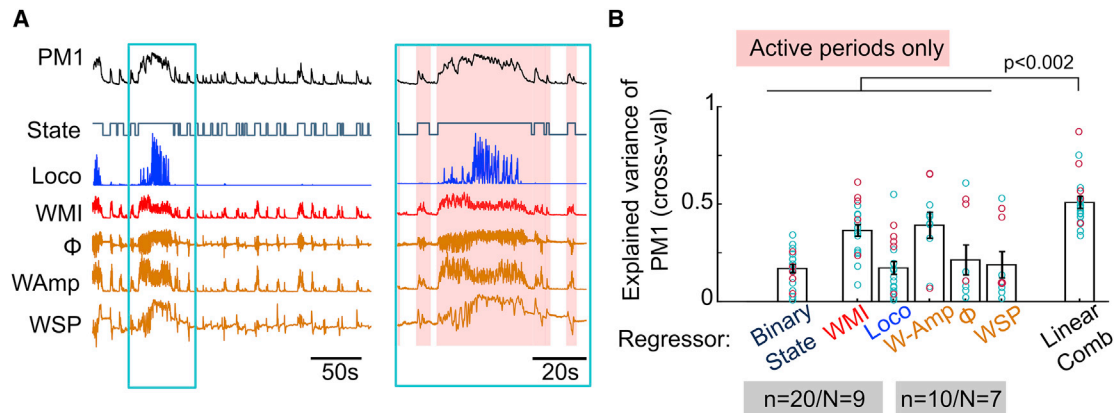 A
PM1
State
Loco
WMI
Φ
WAmp
WSP
50s
20s
B
Active periods only
p<0.002
Explained variance of
PM1 (cross-val)
1
0.5
0
Regressor:
Binary
State
WMI
Loco
W-Amp
Φ
WSP
Linear
Comb
n=20/N=9
n=10/N=7